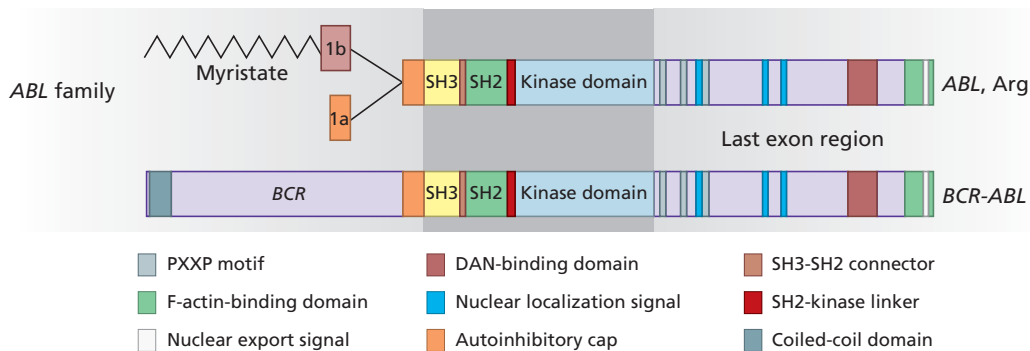 1b
Myristate
ABL family
1a
SH3 SH2 Kinase domain
ABL, Arg
Last exon region
BCR SH3 SH2 Kinase domain
BCR-ABL
PXXP motif
DAN-binding domain
SH3-SH2 connector
F-actin-binding domain
Nuclear localization signal
SH2-kinase linker
Nuclear export signal
Autoinhibitory cap
Coiled-coil domain